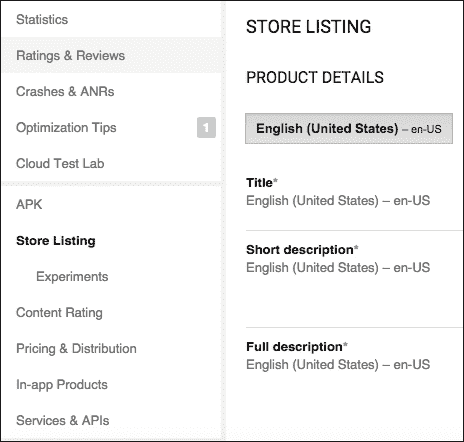 Statistics
Ratings & Reviews
Crashes & ANRs
Optimization Tips 1
Cloud Test Lab
APK
Store Listing
Experiments
Content Rating
Pricing & Distribution
In-app Products
Services & APIs
STORE LISTING
PRODUCT DETAILS
English (United States) – en-US
Title*
English (United States) – en-US
Short description*
English (United States) – en-US
Full description*
English (United States) – en-US